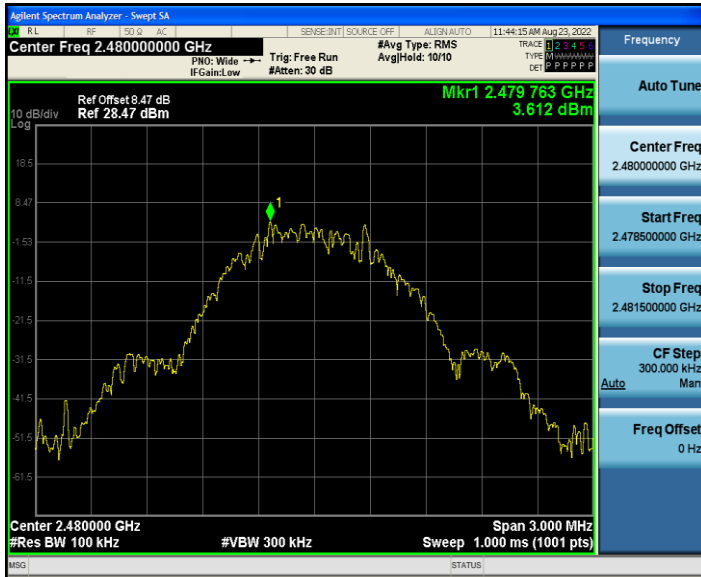 Agilent Spectrum Analyzer - Swept SA
RL RF 50 Ω AC SENSE:INT SOURCE OFF ALIGN AUTO 11:44:15 AM Aug 23, 2022
Center Freq 2.480000000 GHz
PNO: Wide
IFGain:Low
Trig: Free Run
#Atten: 30 dB
#Avg Type: RMS
Avg|Hold: 10/10
TRACE 1 2 3 4 5 6
TYPE M
DET P P P P P P
Frequency
Auto Tune
Center Freq
2.480000000 GHz
Start Freq
2.478500000 GHz
Stop Freq
2.481500000 GHz
CF Step
300.000 kHz
Auto Man
Freq Offset
0 Hz
Mkr1 2.479 763 GHz
3.612 dBm
Ref Offset 8.47 dB
10 dB/div Ref 28.47 dBm
Log
18.5
8.47
1
-1.53
-11.5
-21.5
-31.5
-41.5
-51.5
-61.5
Center 2.480000 GHz Span 3.000 MHz
#Res BW 100 kHz #VBW 300 kHz Sweep 1.000 ms (1001 pts)
MSG STATUS